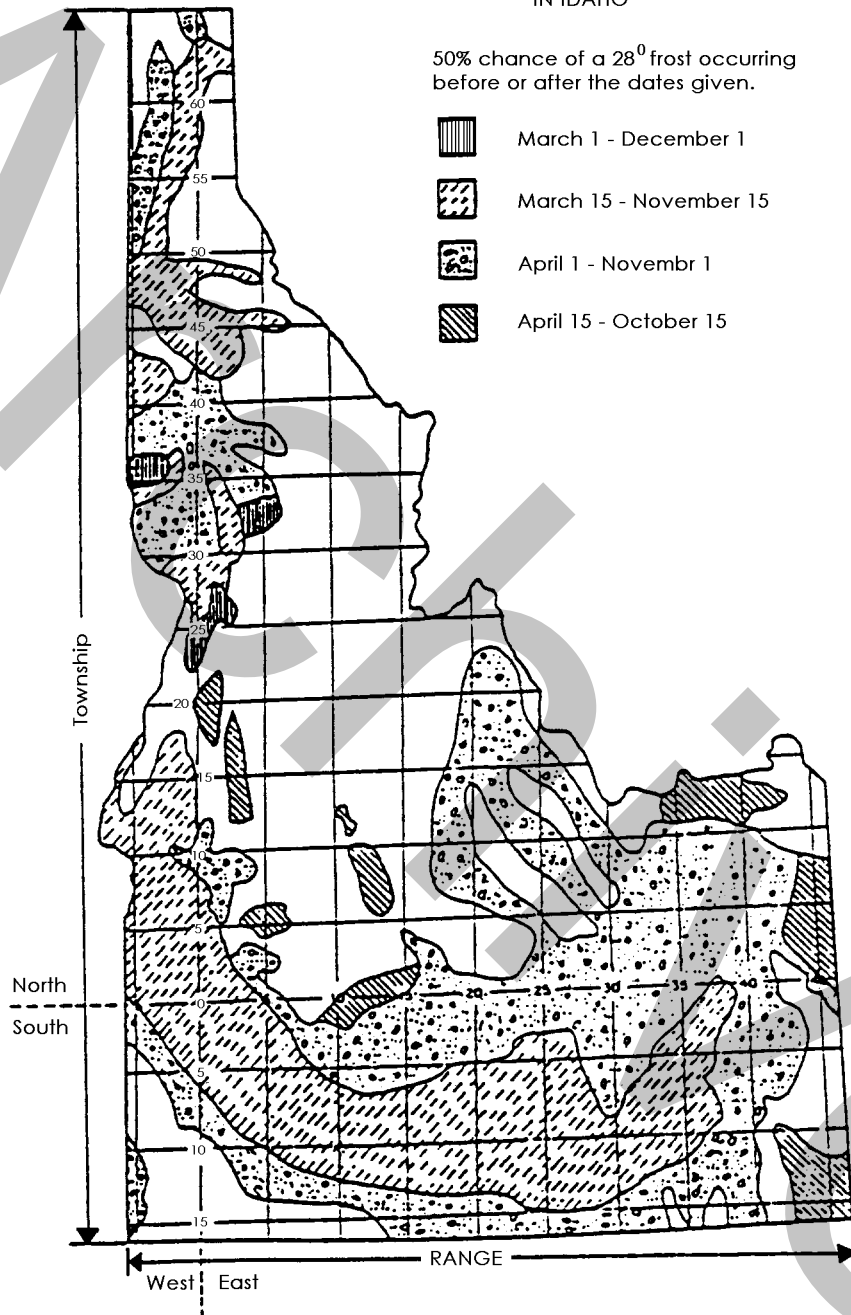 IN IDAHO
50% chance of a 28⁰ frost occurring
before or after the dates given.
March 1 - December 1
March 15 - November 15
April 1 - Novembr 1
April 15 - October 15
60
55
50
45
40
35
30
25
20
15
10
5
0
5
10
15
20
25
30
35
40
Township
North
South
RANGE
West East